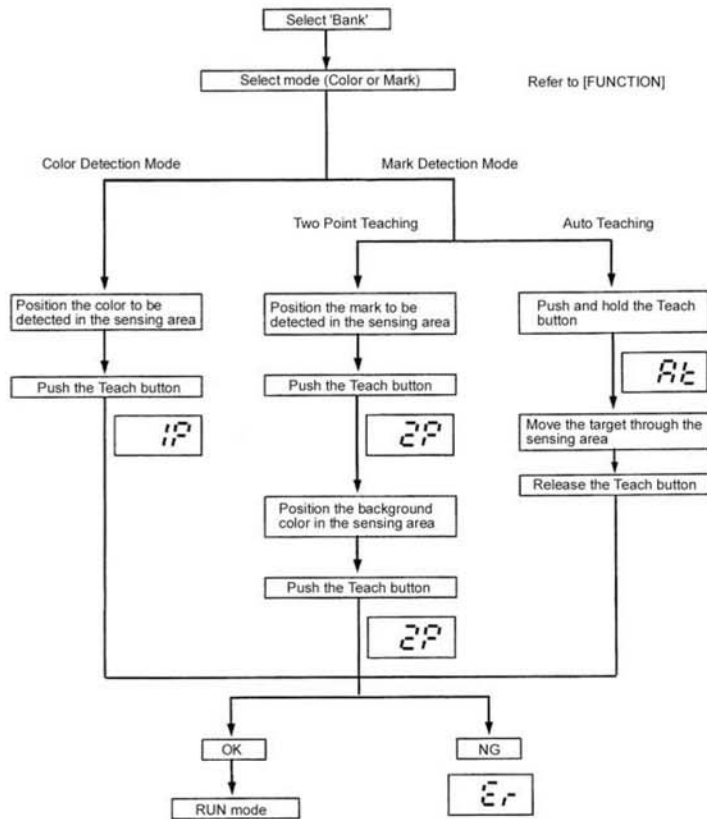 Select 'Bank'
Select mode (Color or Mark)
Refer to [FUNCTION]
Color Detection Mode
Mark Detection Mode
Two Point Teaching
Auto Teaching
Position the color to be
detected in the sensing area
Position the mark to be
detected in the sensing area
Push and hold the Teach
button
At
Push the Teach button
Push the Teach button
1P
2P
Move the target through the
sensing area
Release the Teach button
Position the background
color in the sensing area
Push the Teach button
2P
OK
NG
RUN mode
Er